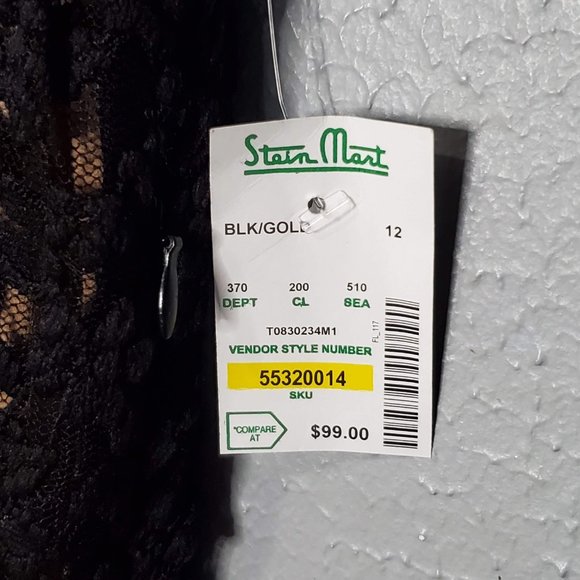 Stein Mart
BLK/GOLD 12
370 200 510
DEPT CL SEA
T0830234M1
VENDOR STYLE NUMBER
55320014
SKU
*COMPARE
AT
$99.00
FL_117